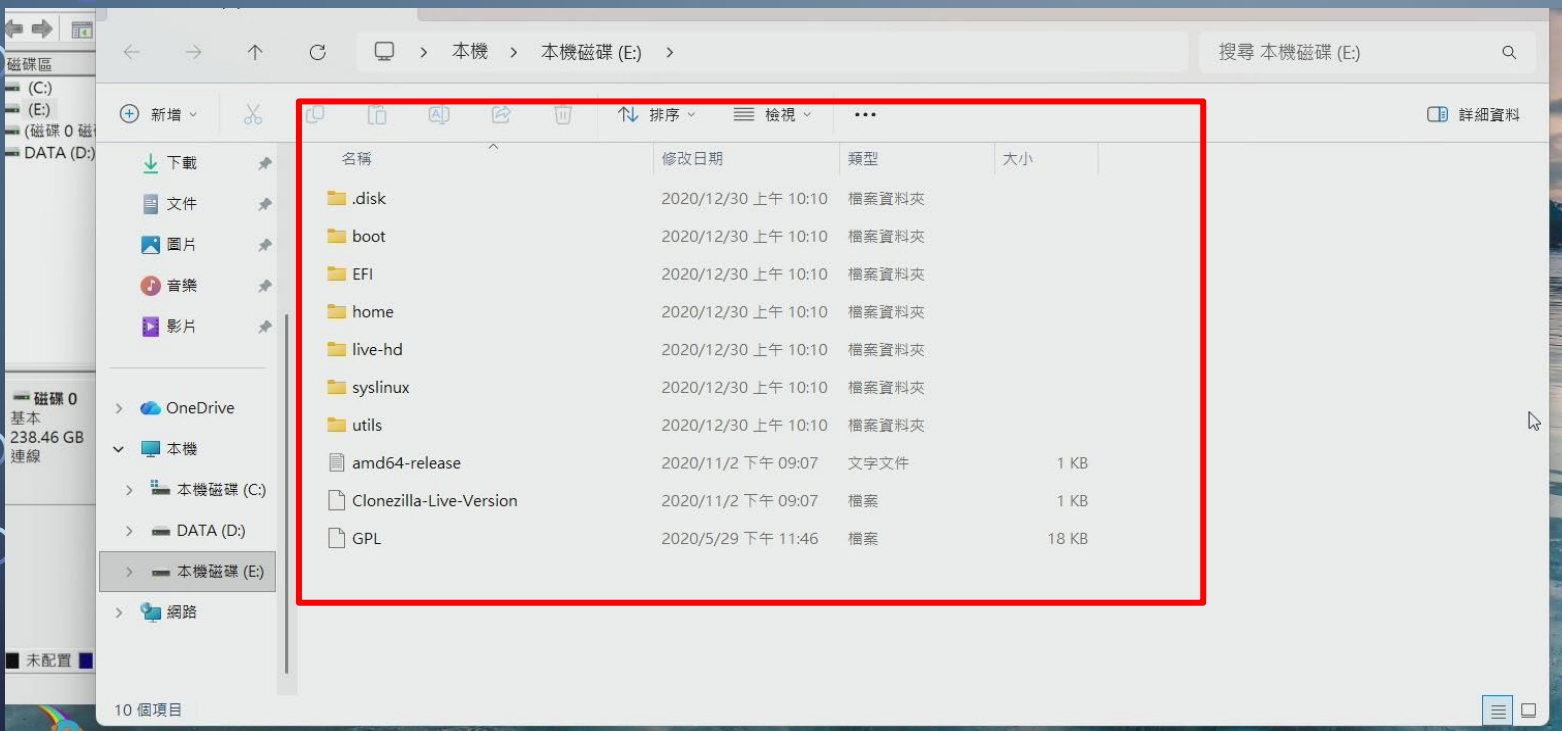 本機 本機磁碟 (E:) 搜尋 本機磁碟 (E:)
磁碟區
(C:)
(E:)
(磁碟 0 磁
DATA (D:)
新增 排序 檢視 ••• 詳細資料
下載
文件
圖片
音樂
影片
名稱 修改日期 類型 大小
.disk 2020/12/30 上午 10:10 檔案資料夾
boot 2020/12/30 上午 10:10 檔案資料夾
EFI 2020/12/30 上午 10:10 檔案資料夾
home 2020/12/30 上午 10:10 檔案資料夾
live-hd 2020/12/30 上午 10:10 檔案資料夾
syslinux 2020/12/30 上午 10:10 檔案資料夾
utils 2020/12/30 上午 10:10 檔案資料夾
amd64-release 2020/11/2 下午 09:07 文字文件 1 KB
Clonezilla-Live-Version 2020/11/2 下午 09:07 檔案 1 KB
GPL 2020/5/29 下午 11:46 檔案 18 KB
磁碟 0
基本
238.46 GB
連線
OneDrive
本機
本機磁碟 (C:)
DATA (D:)
本機磁碟 (E:)
網路
未配置
10 個項目